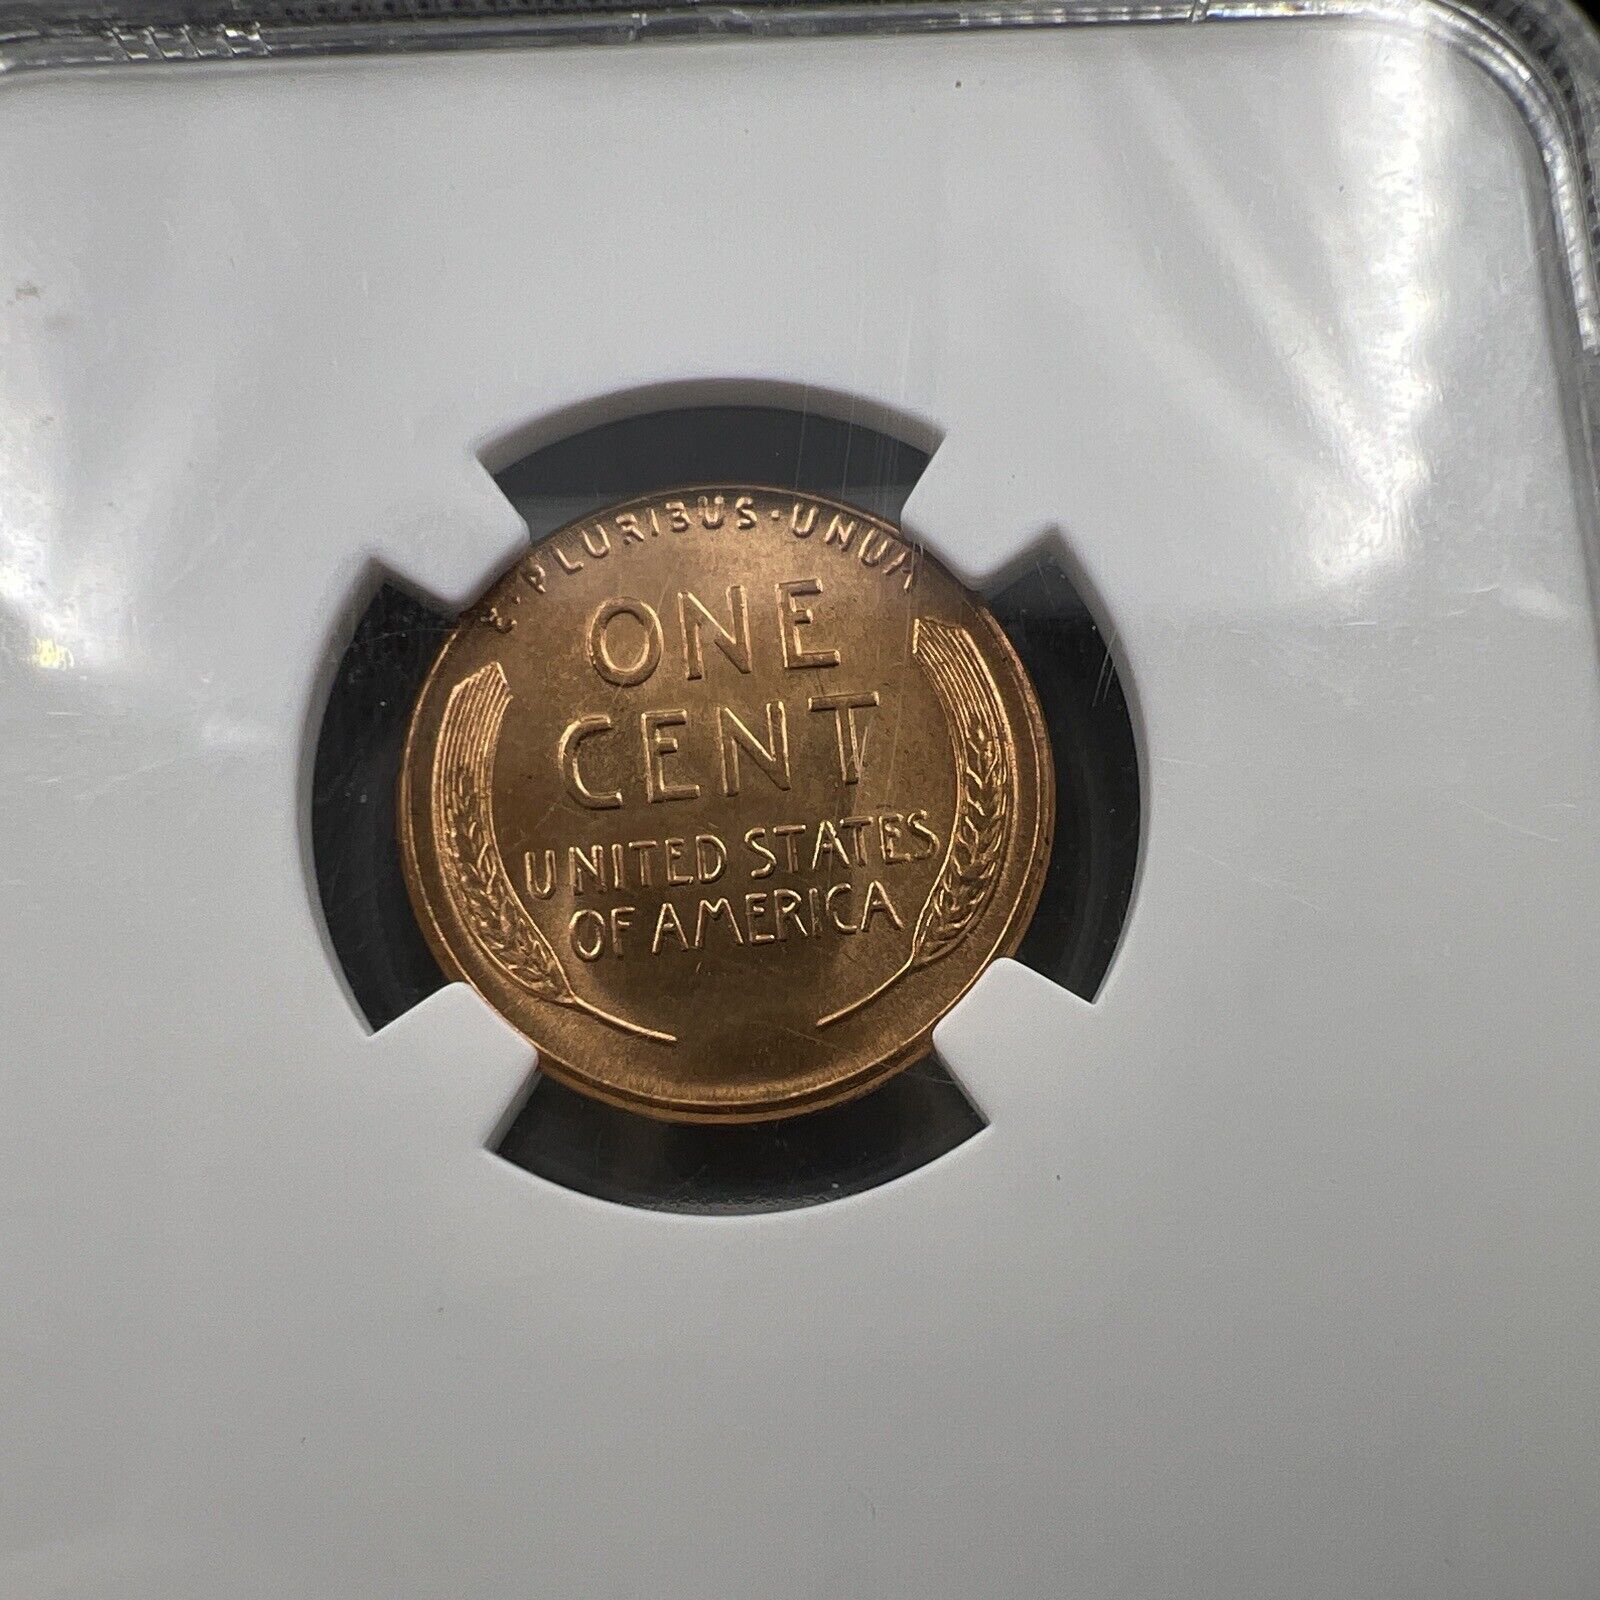 E · PLURIBUS · UNUM
ONE
CENT
UNITED STATES
OF AMERICA